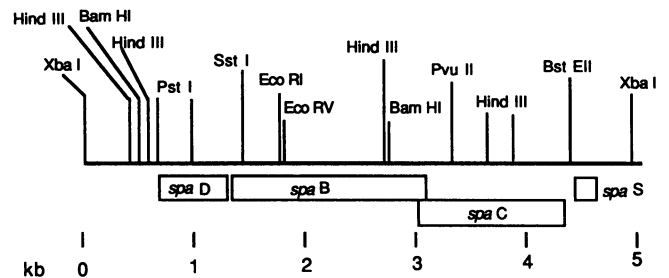 Hind III
Bam HI
Hind III
Hind III
Xba I
Sst I
Eco RI
Pst I
Eco RV
Bam HI
Pvu II
Hind III
Bst EII
Xba I
spa D
spa B
spa C
spa S
kb 0 1 2 3 4 5